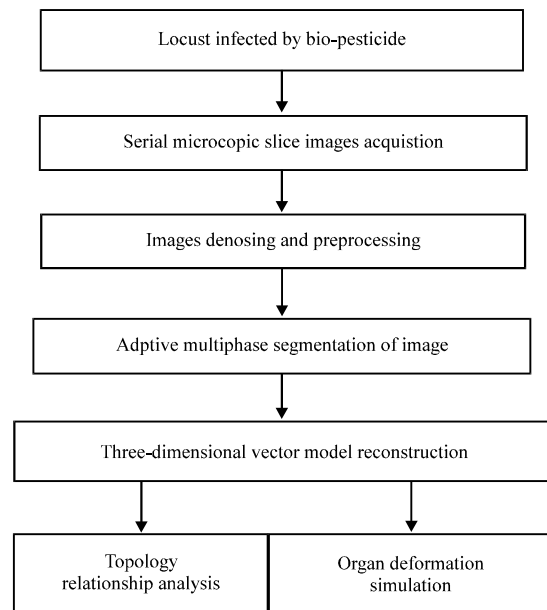 Locust infected by bio-pesticide
Serial microcopic slice images acquistion
Images denosing and preprocessing
Adptive multiphase segmentation of image
Three-dimensional vector model reconstruction
Topology
relationship analysis
Organ deformation
simulation